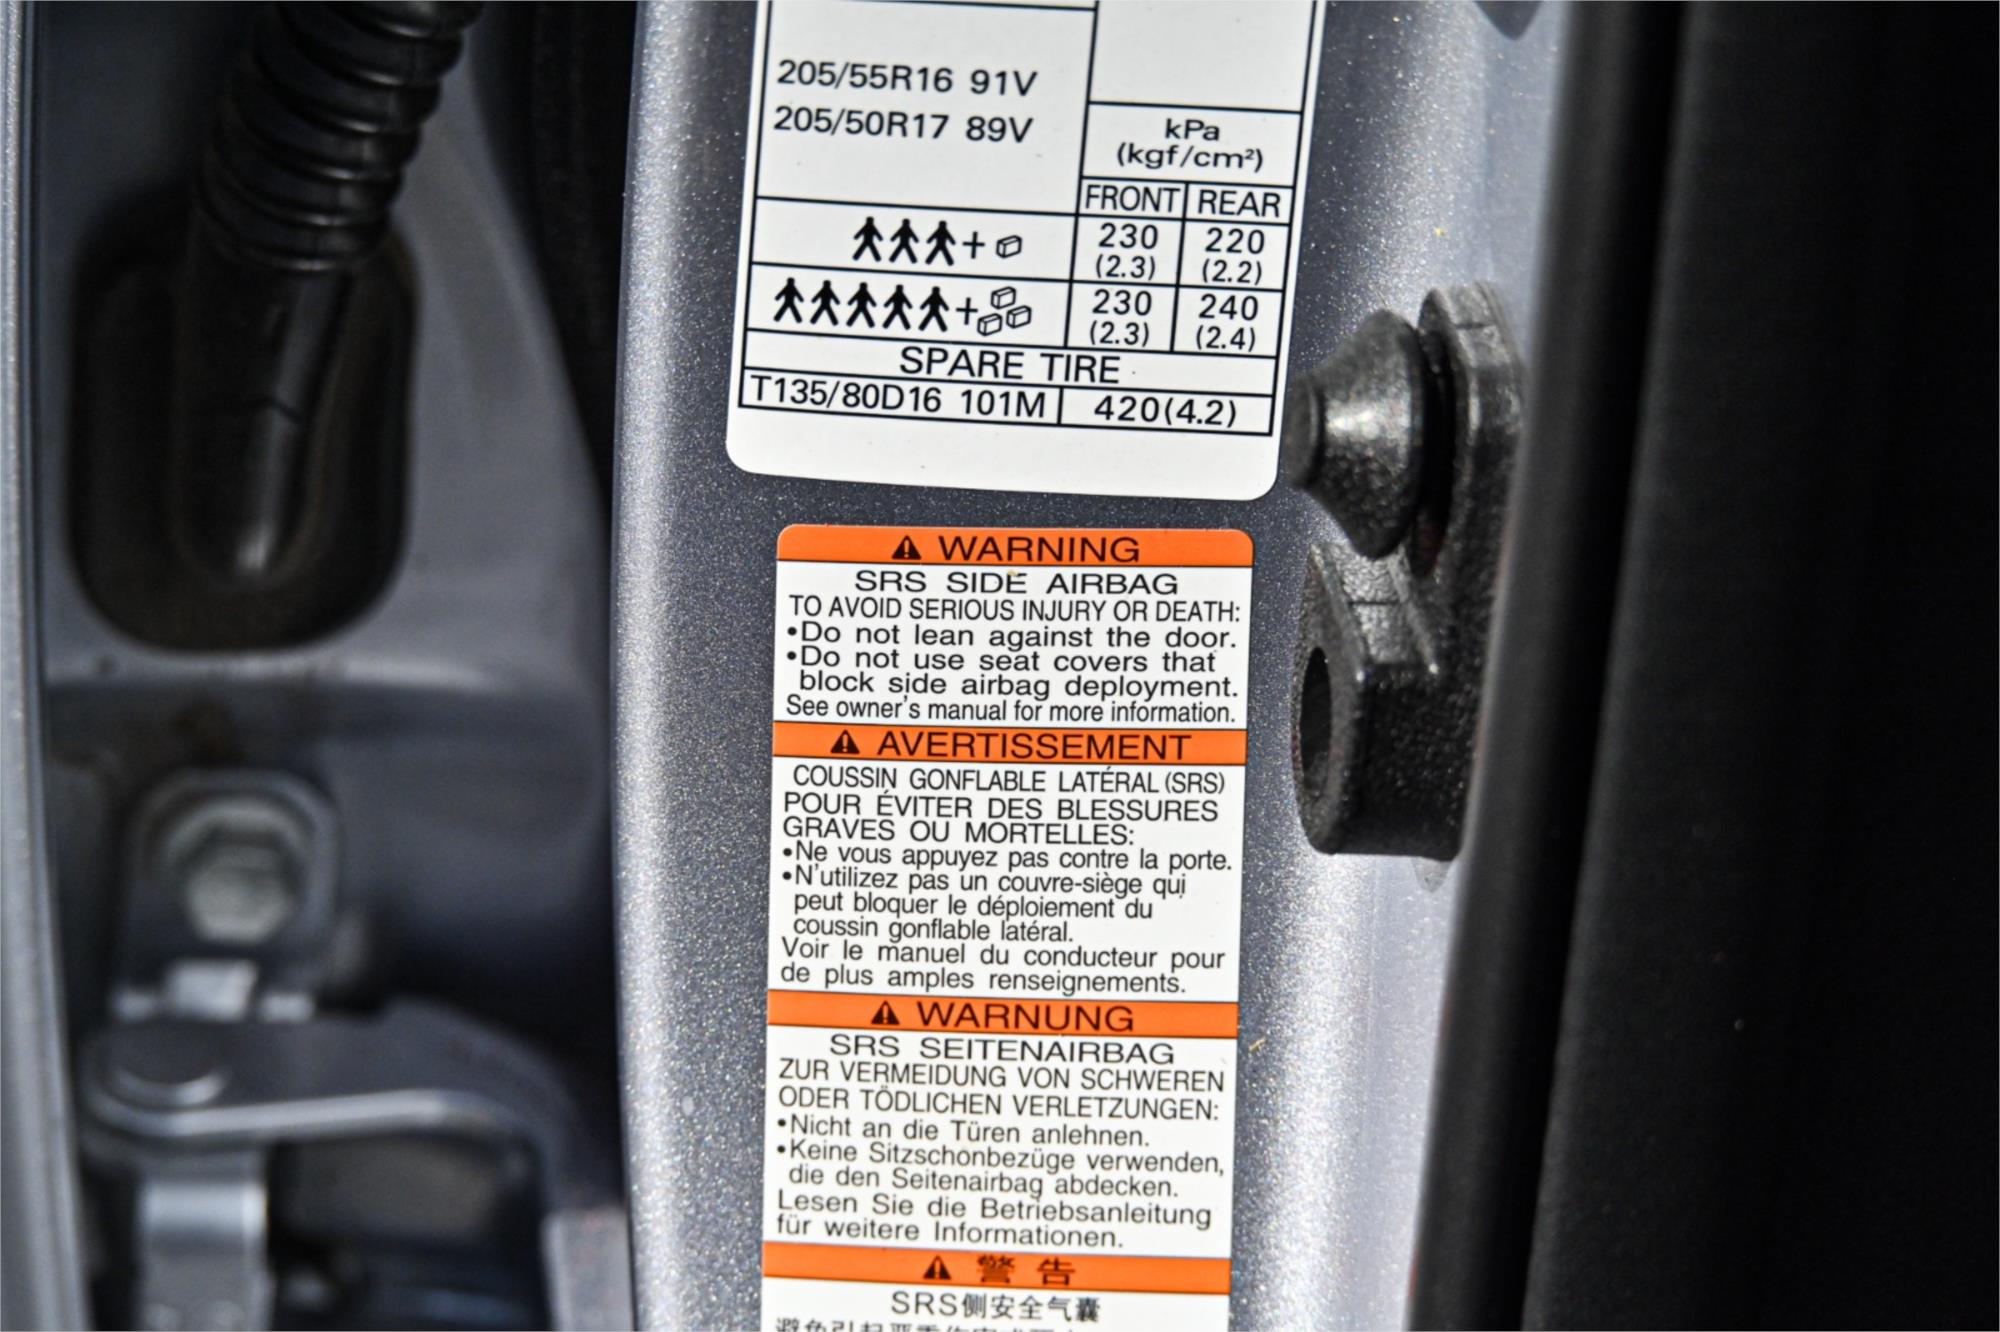 205/55R16 91V
205/50R17 89V
kPa
(kgf/cm²)
FRONT REAR
+ 230 220
(2.3) (2.2)
+ 230 240
(2.3) (2.4)
SPARE TIRE
T135/80D16 101M 420(4.2)
WARNING
SRS SIDE AIRBAG
TO AVOID SERIOUS INJURY OR DEATH:
•Do not lean against the door.
•Do not use seat covers that
block side airbag deployment.
See owner's manual for more information.
AVERTISSEMENT
COUSSIN GONFLABLE LATÉRAL (SRS)
POUR ÉVITER DES BLESSURES
GRAVES OU MORTELLES:
•Ne vous appuyez pas contre la porte.
•N'utilizez pas un couvre-siège qui
peut bloquer le déploiement du
coussin gonflable latéral.
Voir le manuel du conducteur pour
de plus amples renseignements.
WARNUNG
SRS SEITENAIRBAG
ZUR VERMEIDUNG VON SCHWEREN
ODER TÖDLICHEN VERLETZUNGEN:
•Nicht an die Türen anlehnen.
•Keine Sitzschonbezüge verwenden,
die den Seitenairbag abdecken.
Lesen Sie die Betriebsanleitung
für weitere Informationen.
警告
SRS侧安全气囊